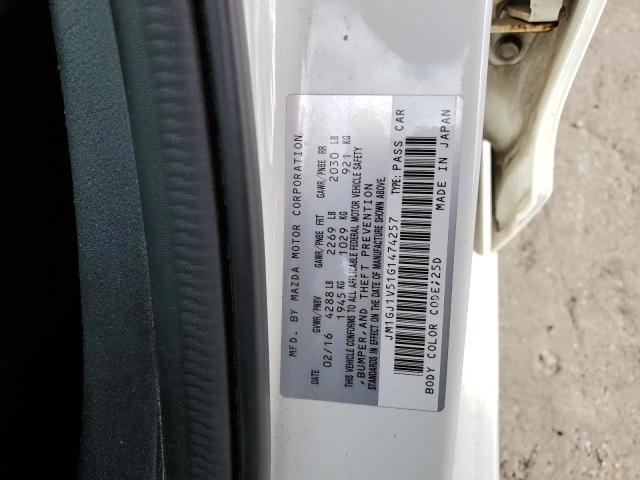 MFD. BY MAZDA MOTOR CORPORATION
DATE GVWR/PNBV GAWR/PNBE FRT GAWR/PNBE RR
02/16 4288 LB 2269 LB 2030 LB
1945 KG 1029 KG 921 KG
THIS VEHICLE CONFORMS TO ALL APPLICABLE FEDERAL MOTOR VEHICLE SAFETY
,BUMPER,AND THEFT PREVENTION
STANDARDS IN EFFECT ON THE DATE OF MANUFACTURE SHOWN ABOVE.
JM1GJ1V51G1474257 TYPE: PASS CAR
BODY COLOR CODE;25D MADE IN JAPAN